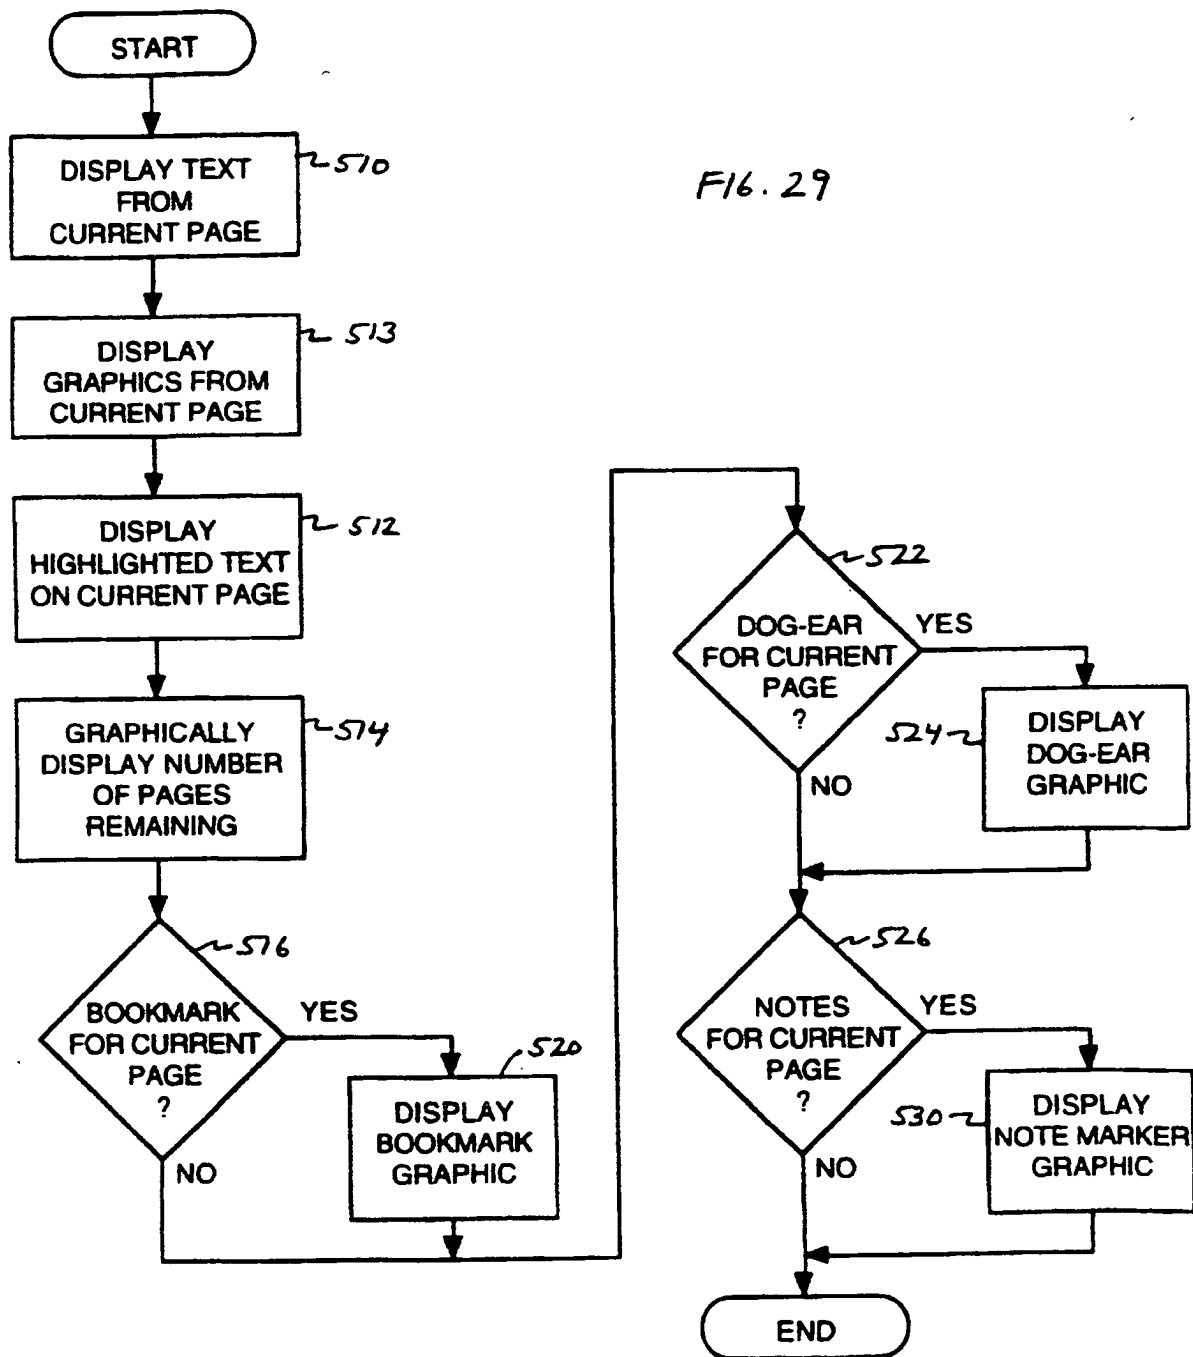 START
DISPLAY TEXT
FROM
CURRENT PAGE
510
FIG. 29
DISPLAY
GRAPHICS FROM
CURRENT PAGE
513
DISPLAY
HIGHLIGHTED TEXT
ON CURRENT PAGE
512
GRAPHICALLY
DISPLAY NUMBER
OF PAGES
REMAINING
514
516
BOOKMARK
FOR CURRENT
PAGE
?
YES
NO
520
DISPLAY
BOOKMARK
GRAPHIC
522
DOG-EAR
FOR CURRENT
PAGE
?
YES
NO
524
DISPLAY
DOG-EAR
GRAPHIC
526
NOTES
FOR CURRENT
PAGE
?
YES
NO
530
DISPLAY
NOTE MARKER
GRAPHIC
END